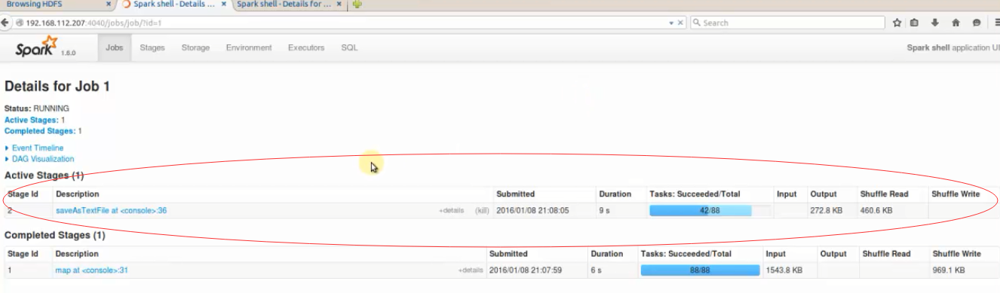 Browsing HDFS × Spark shell - Details ... × Spark shell - Details for ... ×
192.168.112.207:4040/jobs/job/?id=1 Search
Spark 1.6.0 Jobs Stages Storage Environment Executors SQL Spark shell application UI
Details for Job 1
Status: RUNNING
Active Stages: 1
Completed Stages: 1
Event Timeline
DAG Visualization
Active Stages (1)
Stage Id Description Submitted Duration Tasks: Succeeded/Total Input Output Shuffle Read Shuffle Write
2 saveAsTextFile at <console>:36 +details (kill) 2016/01/08 21:08:05 9 s 42/88 272.8 KB 460.6 KB
Completed Stages (1)
Stage Id Description Submitted Duration Tasks: Succeeded/Total Input Output Shuffle Read Shuffle Write
1 map at <console>:31 +details 2016/01/08 21:07:59 6 s 88/88 1543.8 KB 969.1 KB